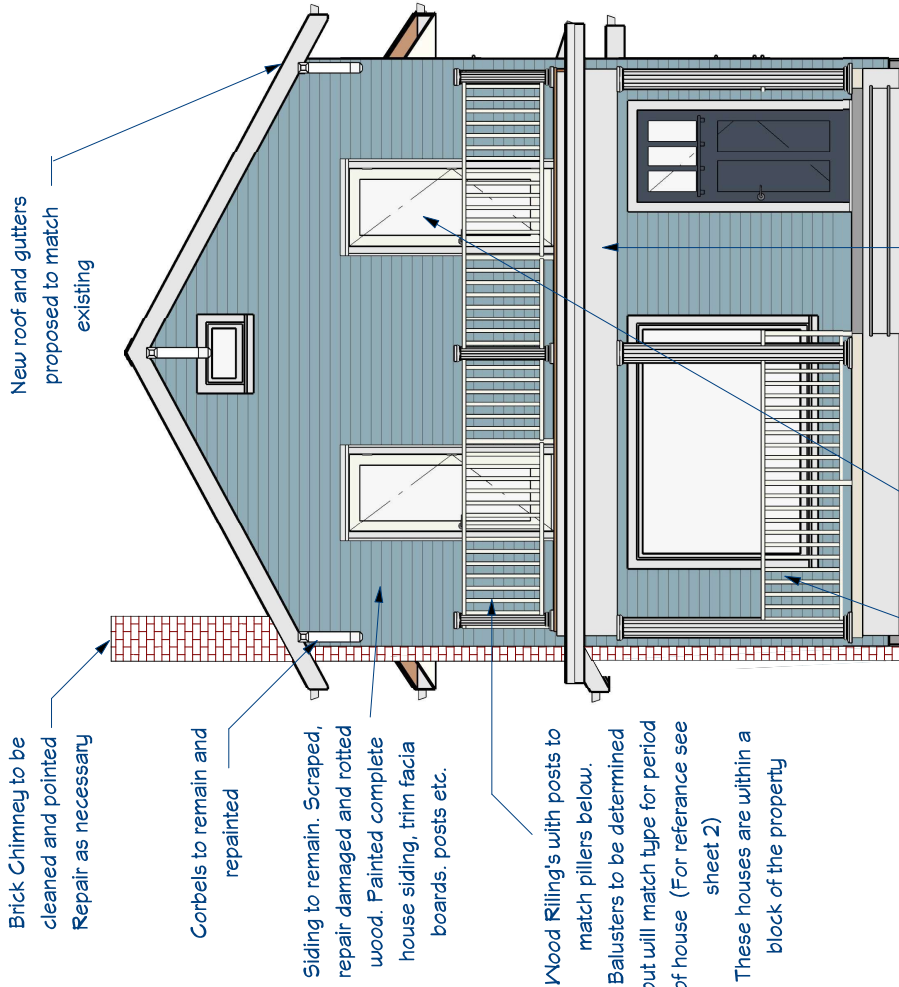 New roof and gutters
proposed to match
existing
Brick Chimney to be
cleaned and pointed
Repair as necessary
Corbels to remain and
repainted
Siding to remain. Scraped,
repair damaged and rotted
wood. Painted complete
house siding, trim facia
boards. posts etc.
Wood Riling's with posts to
match pillers below.
Balusters to be determined
but will match type for period
of house (For referance see
sheet 2)
These houses are within a
block of the property